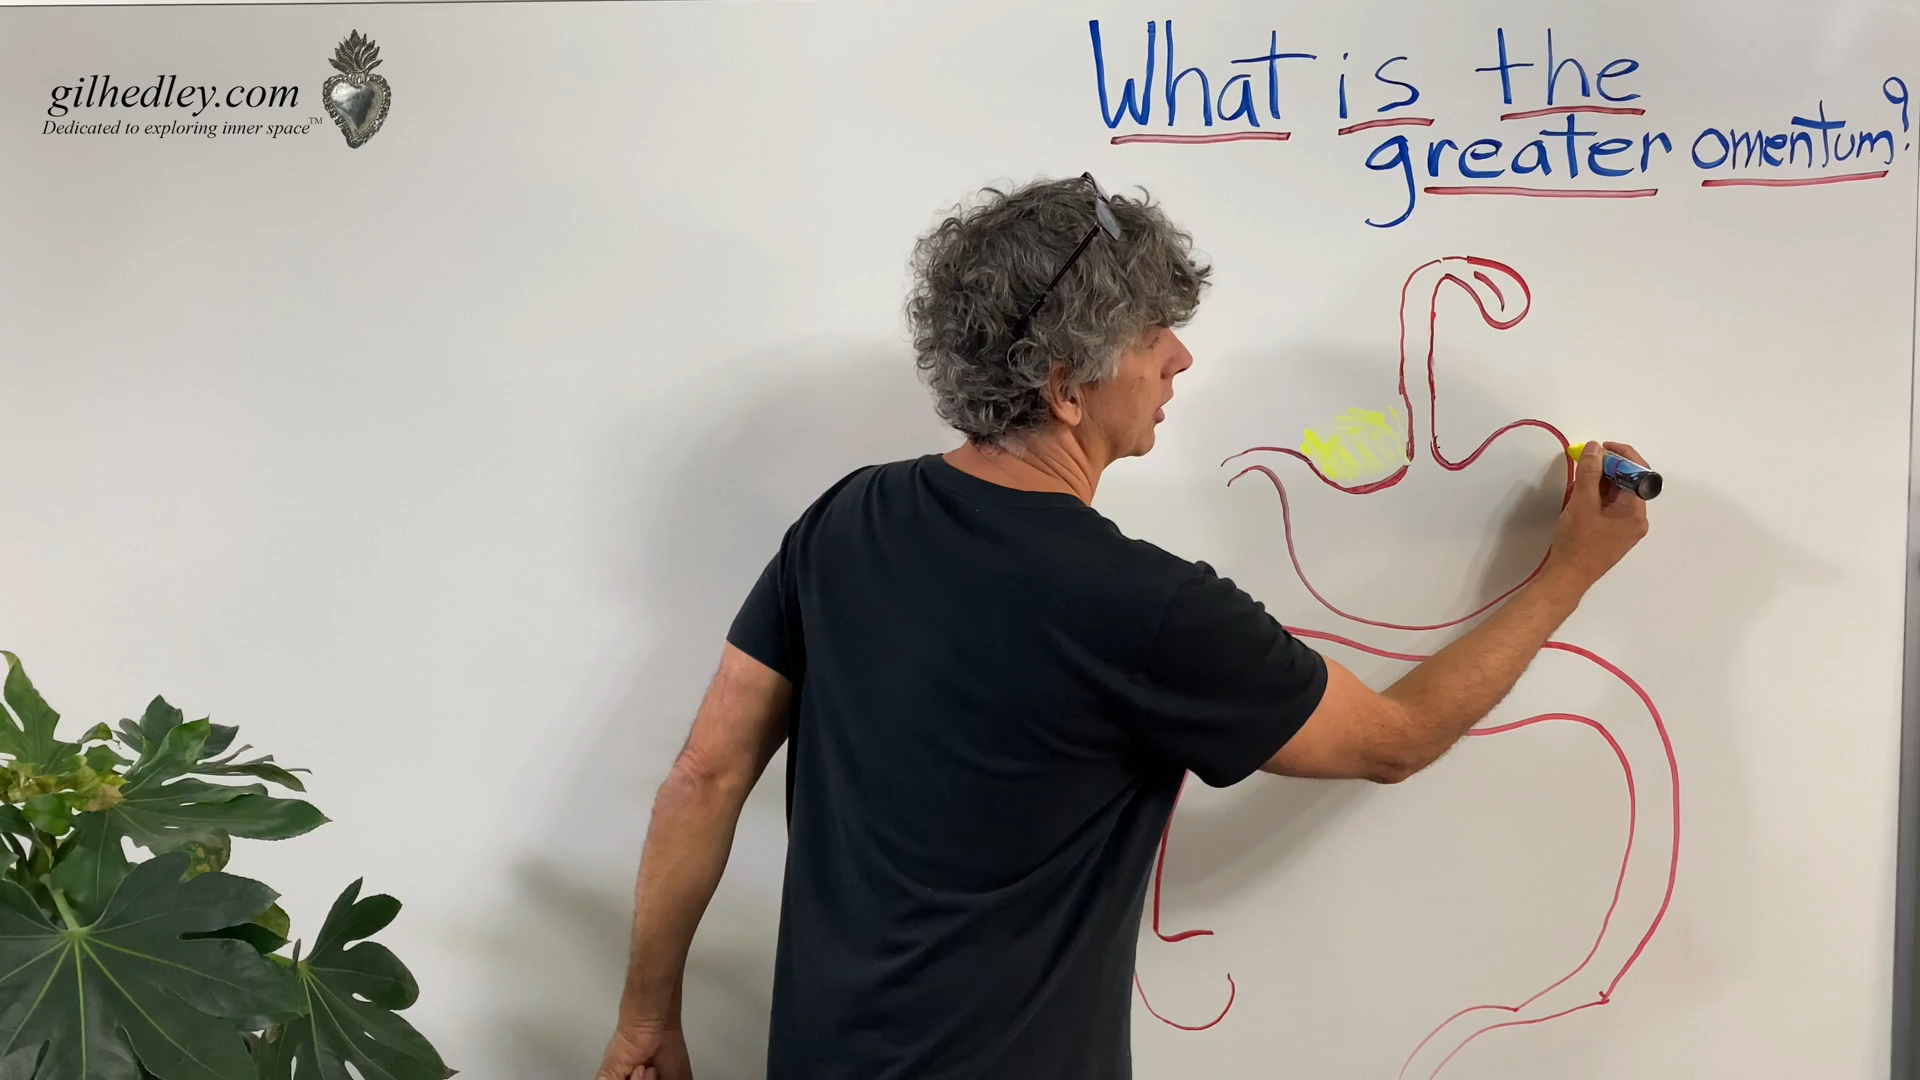 gilhedley.com
Dedicated to exploring inner space™
What is the
greater omentum?